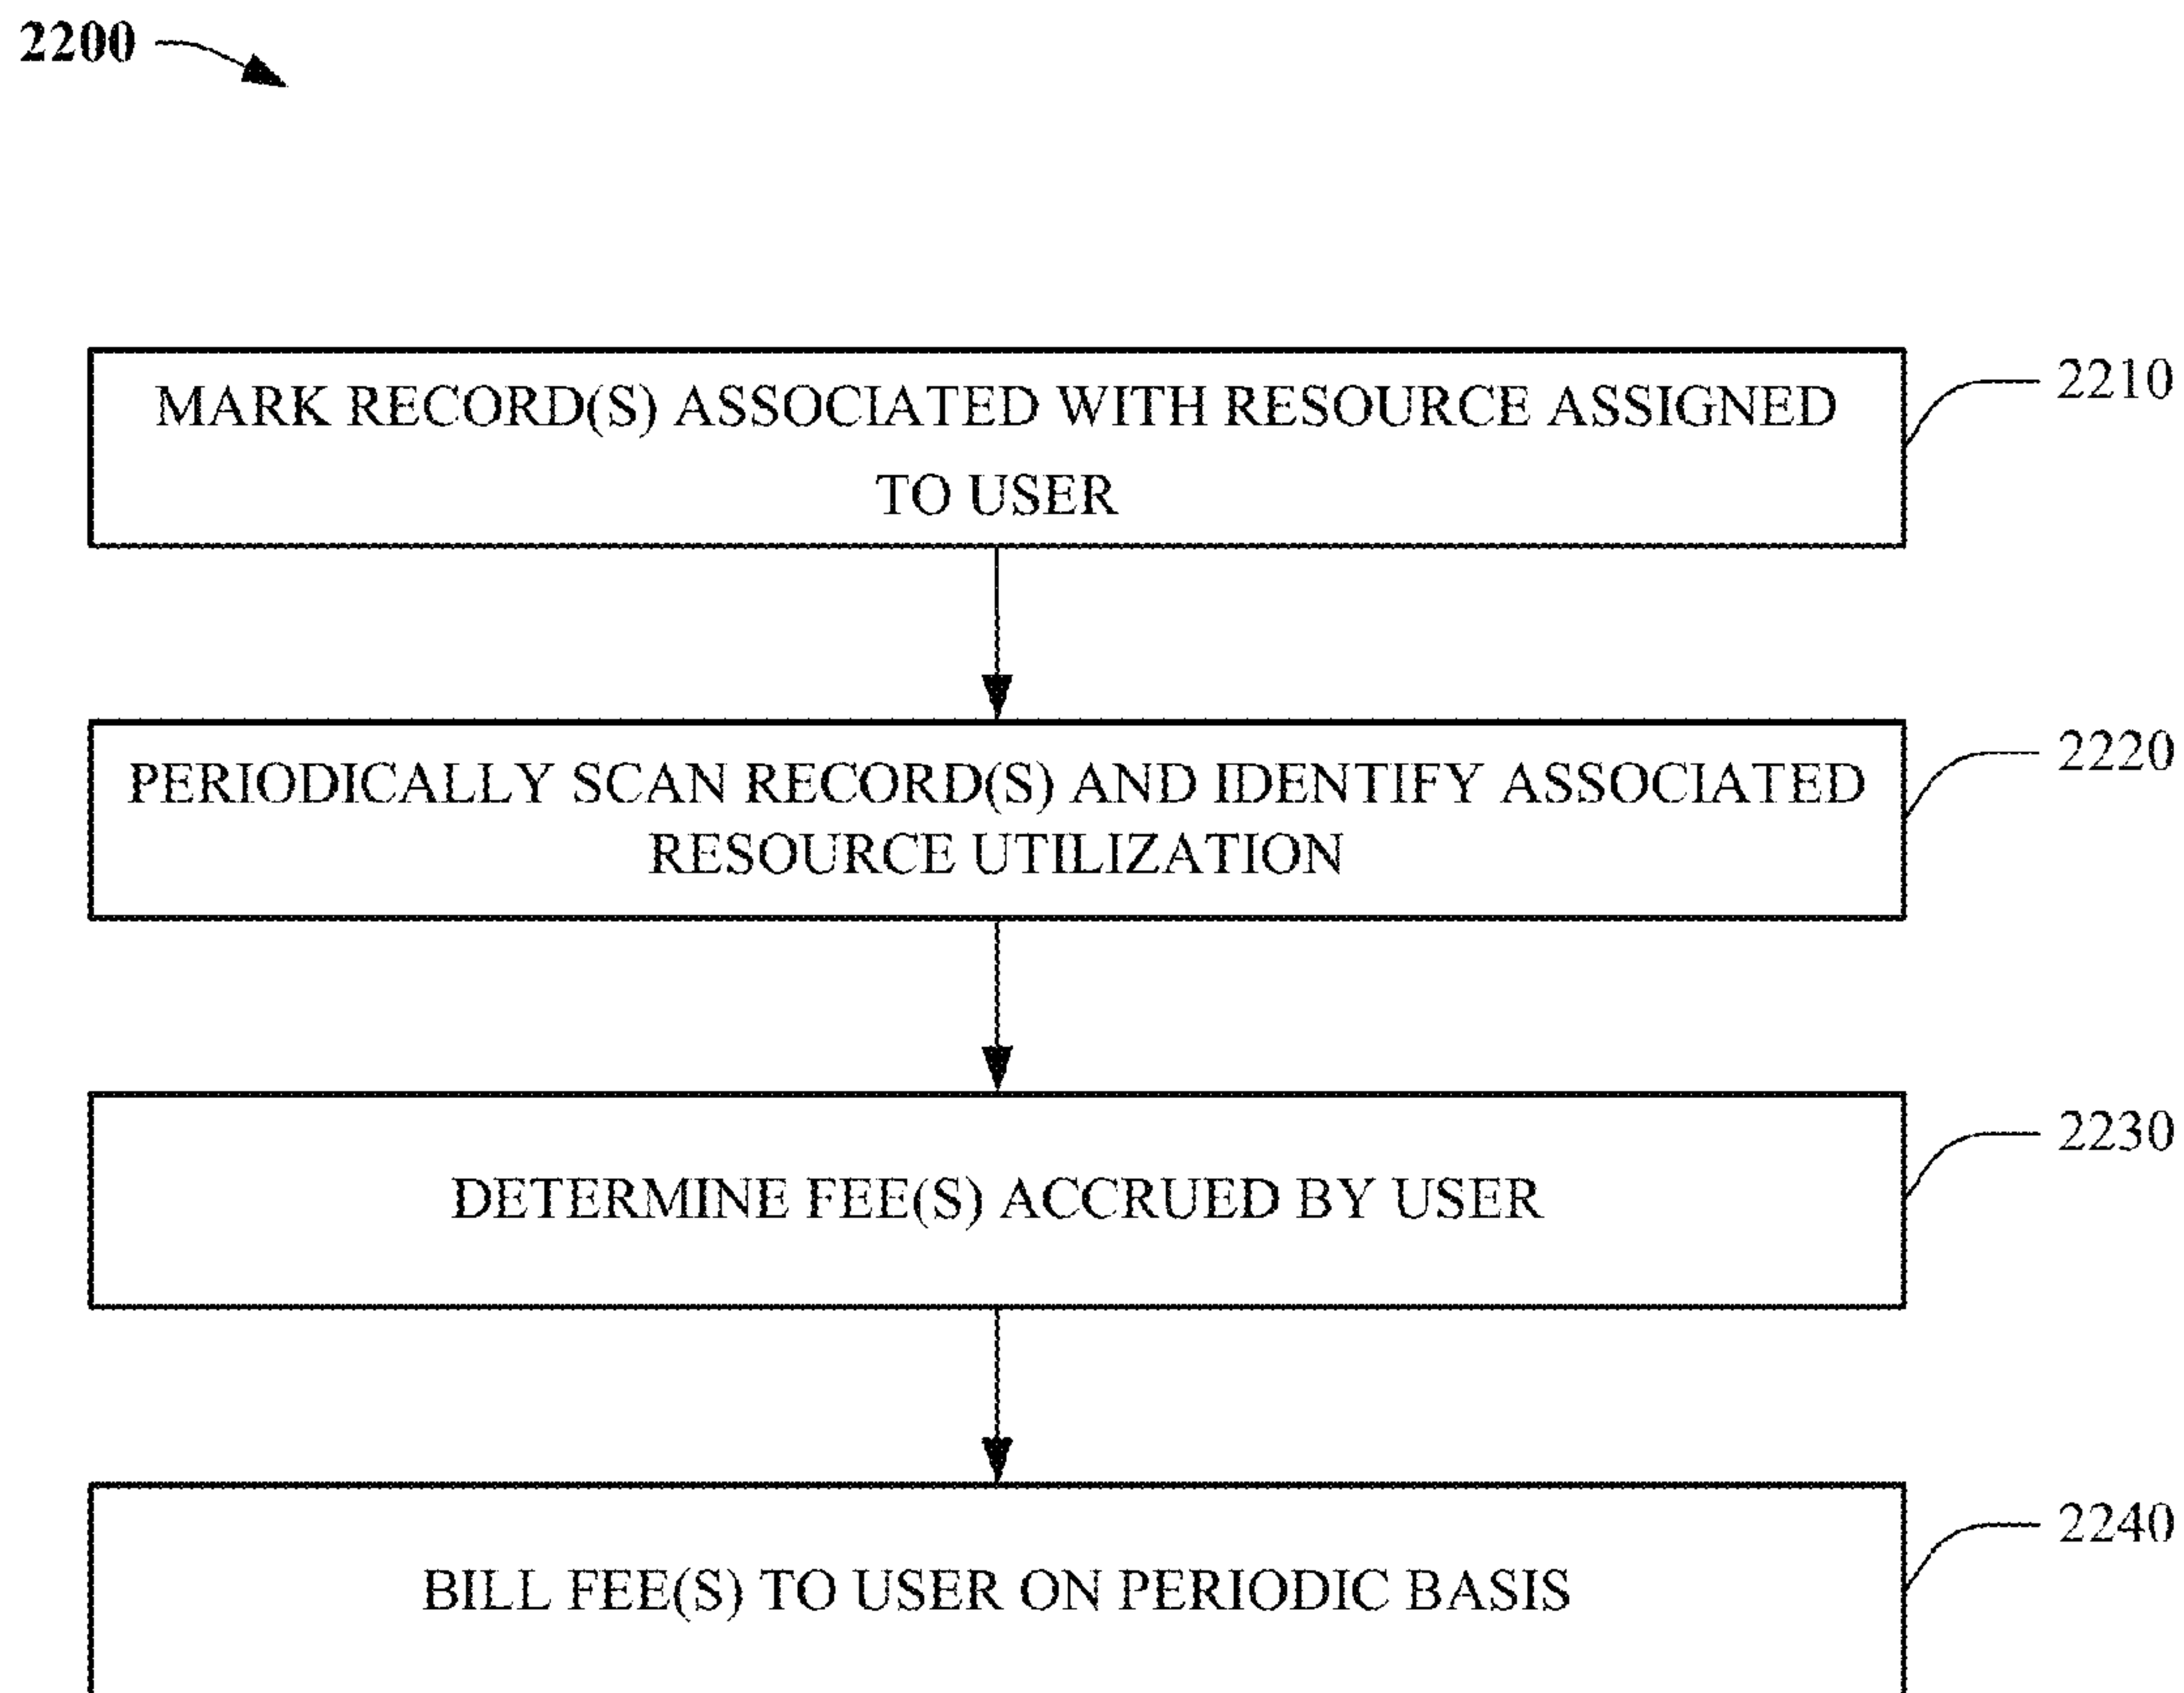 2200
MARK RECORD(S) ASSOCIATED WITH RESOURCE ASSIGNED
TO USER
2210
PERIODICALLY SCAN RECORD(S) AND IDENTIFY ASSOCIATED
RESOURCE UTILIZATION
2220
DETERMINE FEE(S) ACCRUED BY USER
2230
BILL FEE(S) TO USER ON PERIODIC BASIS
2240